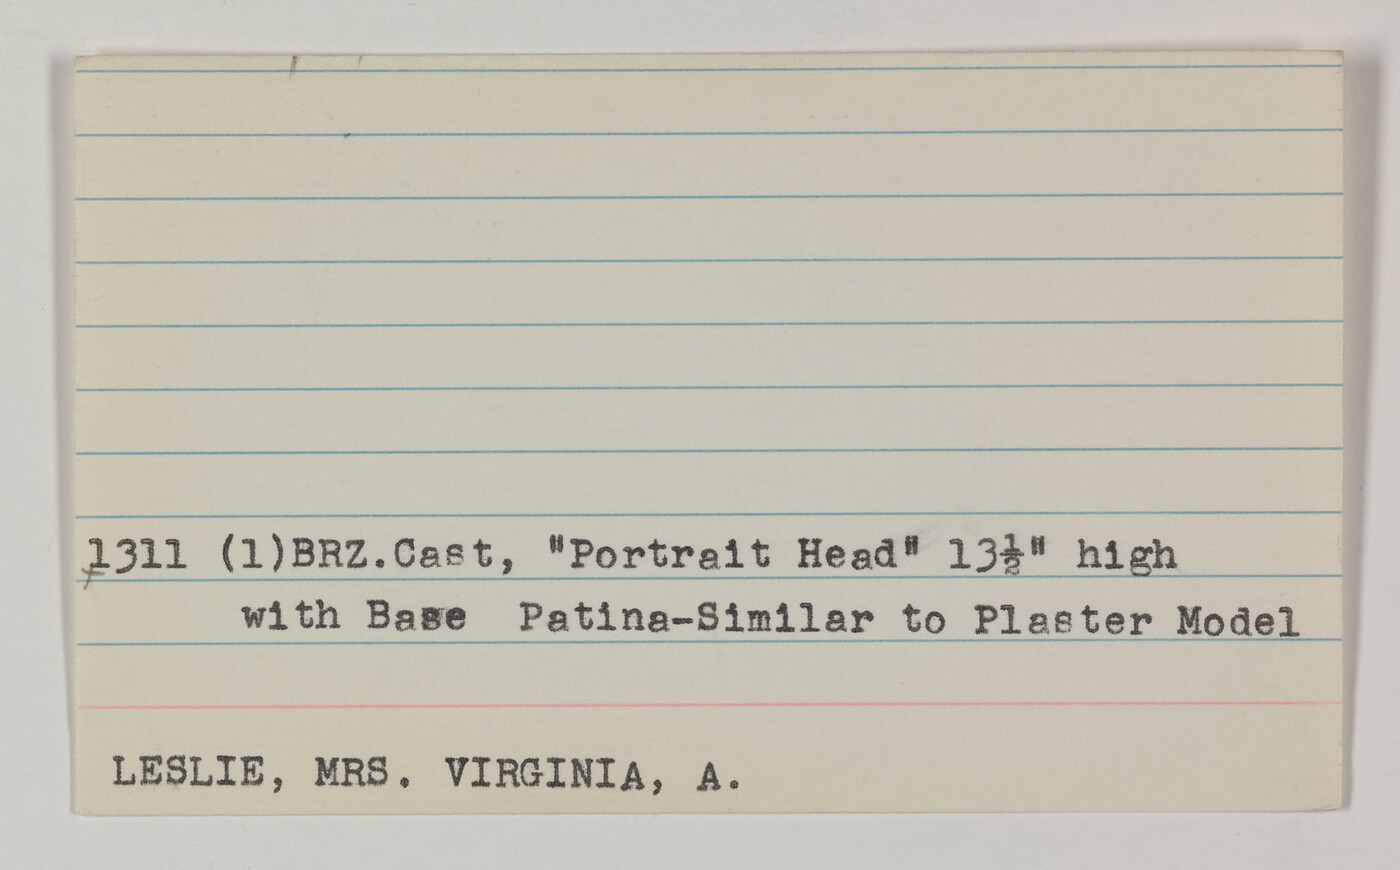 1311 (1)BRZ.Cast, "Portrait Head" 13½" high
with Base Patina-Similar to Plaster Model
LESLIE, MRS. VIRGINIA, A.